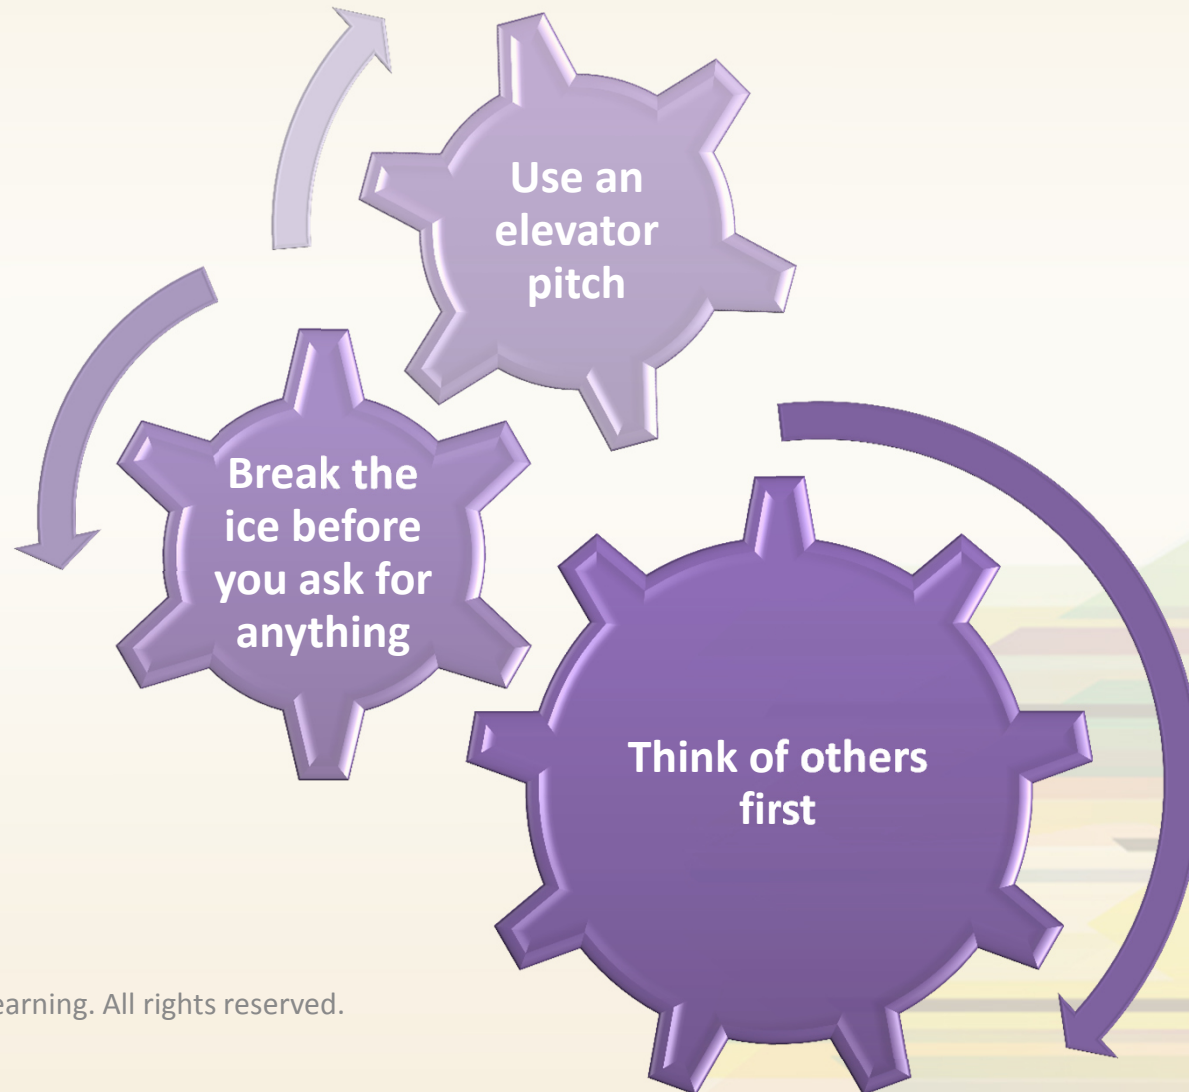 Use an
elevator
pitch
Break the
ice before
you ask for
anything
Think of others
first
earning. All rights reserved.